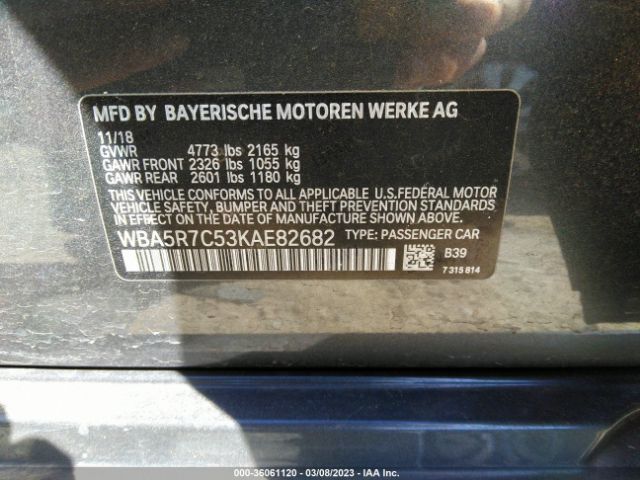 MFD BY BAYERISCHE MOTOREN WERKE AG
11/18
GVWR 4773 lbs 2165 kg
GAWR FRONT 2326 lbs 1055 kg
GAWR REAR 2601 lbs 1180 kg
THIS VEHICLE CONFORMS TO ALL APPLICABLE U.S.FEDERAL MOTOR
VEHICLE SAFETY, BUMPER AND THEFT PREVENTION STANDARDS IN
EFFECT ON THE DATE OF MANUFACTURE SHOWN ABOVE.
WBA5R7C53KAE82682 TYPE: PASSENGER CAR
B39
7315814
000-36061120 - 03/08/2023 - IAA Inc.